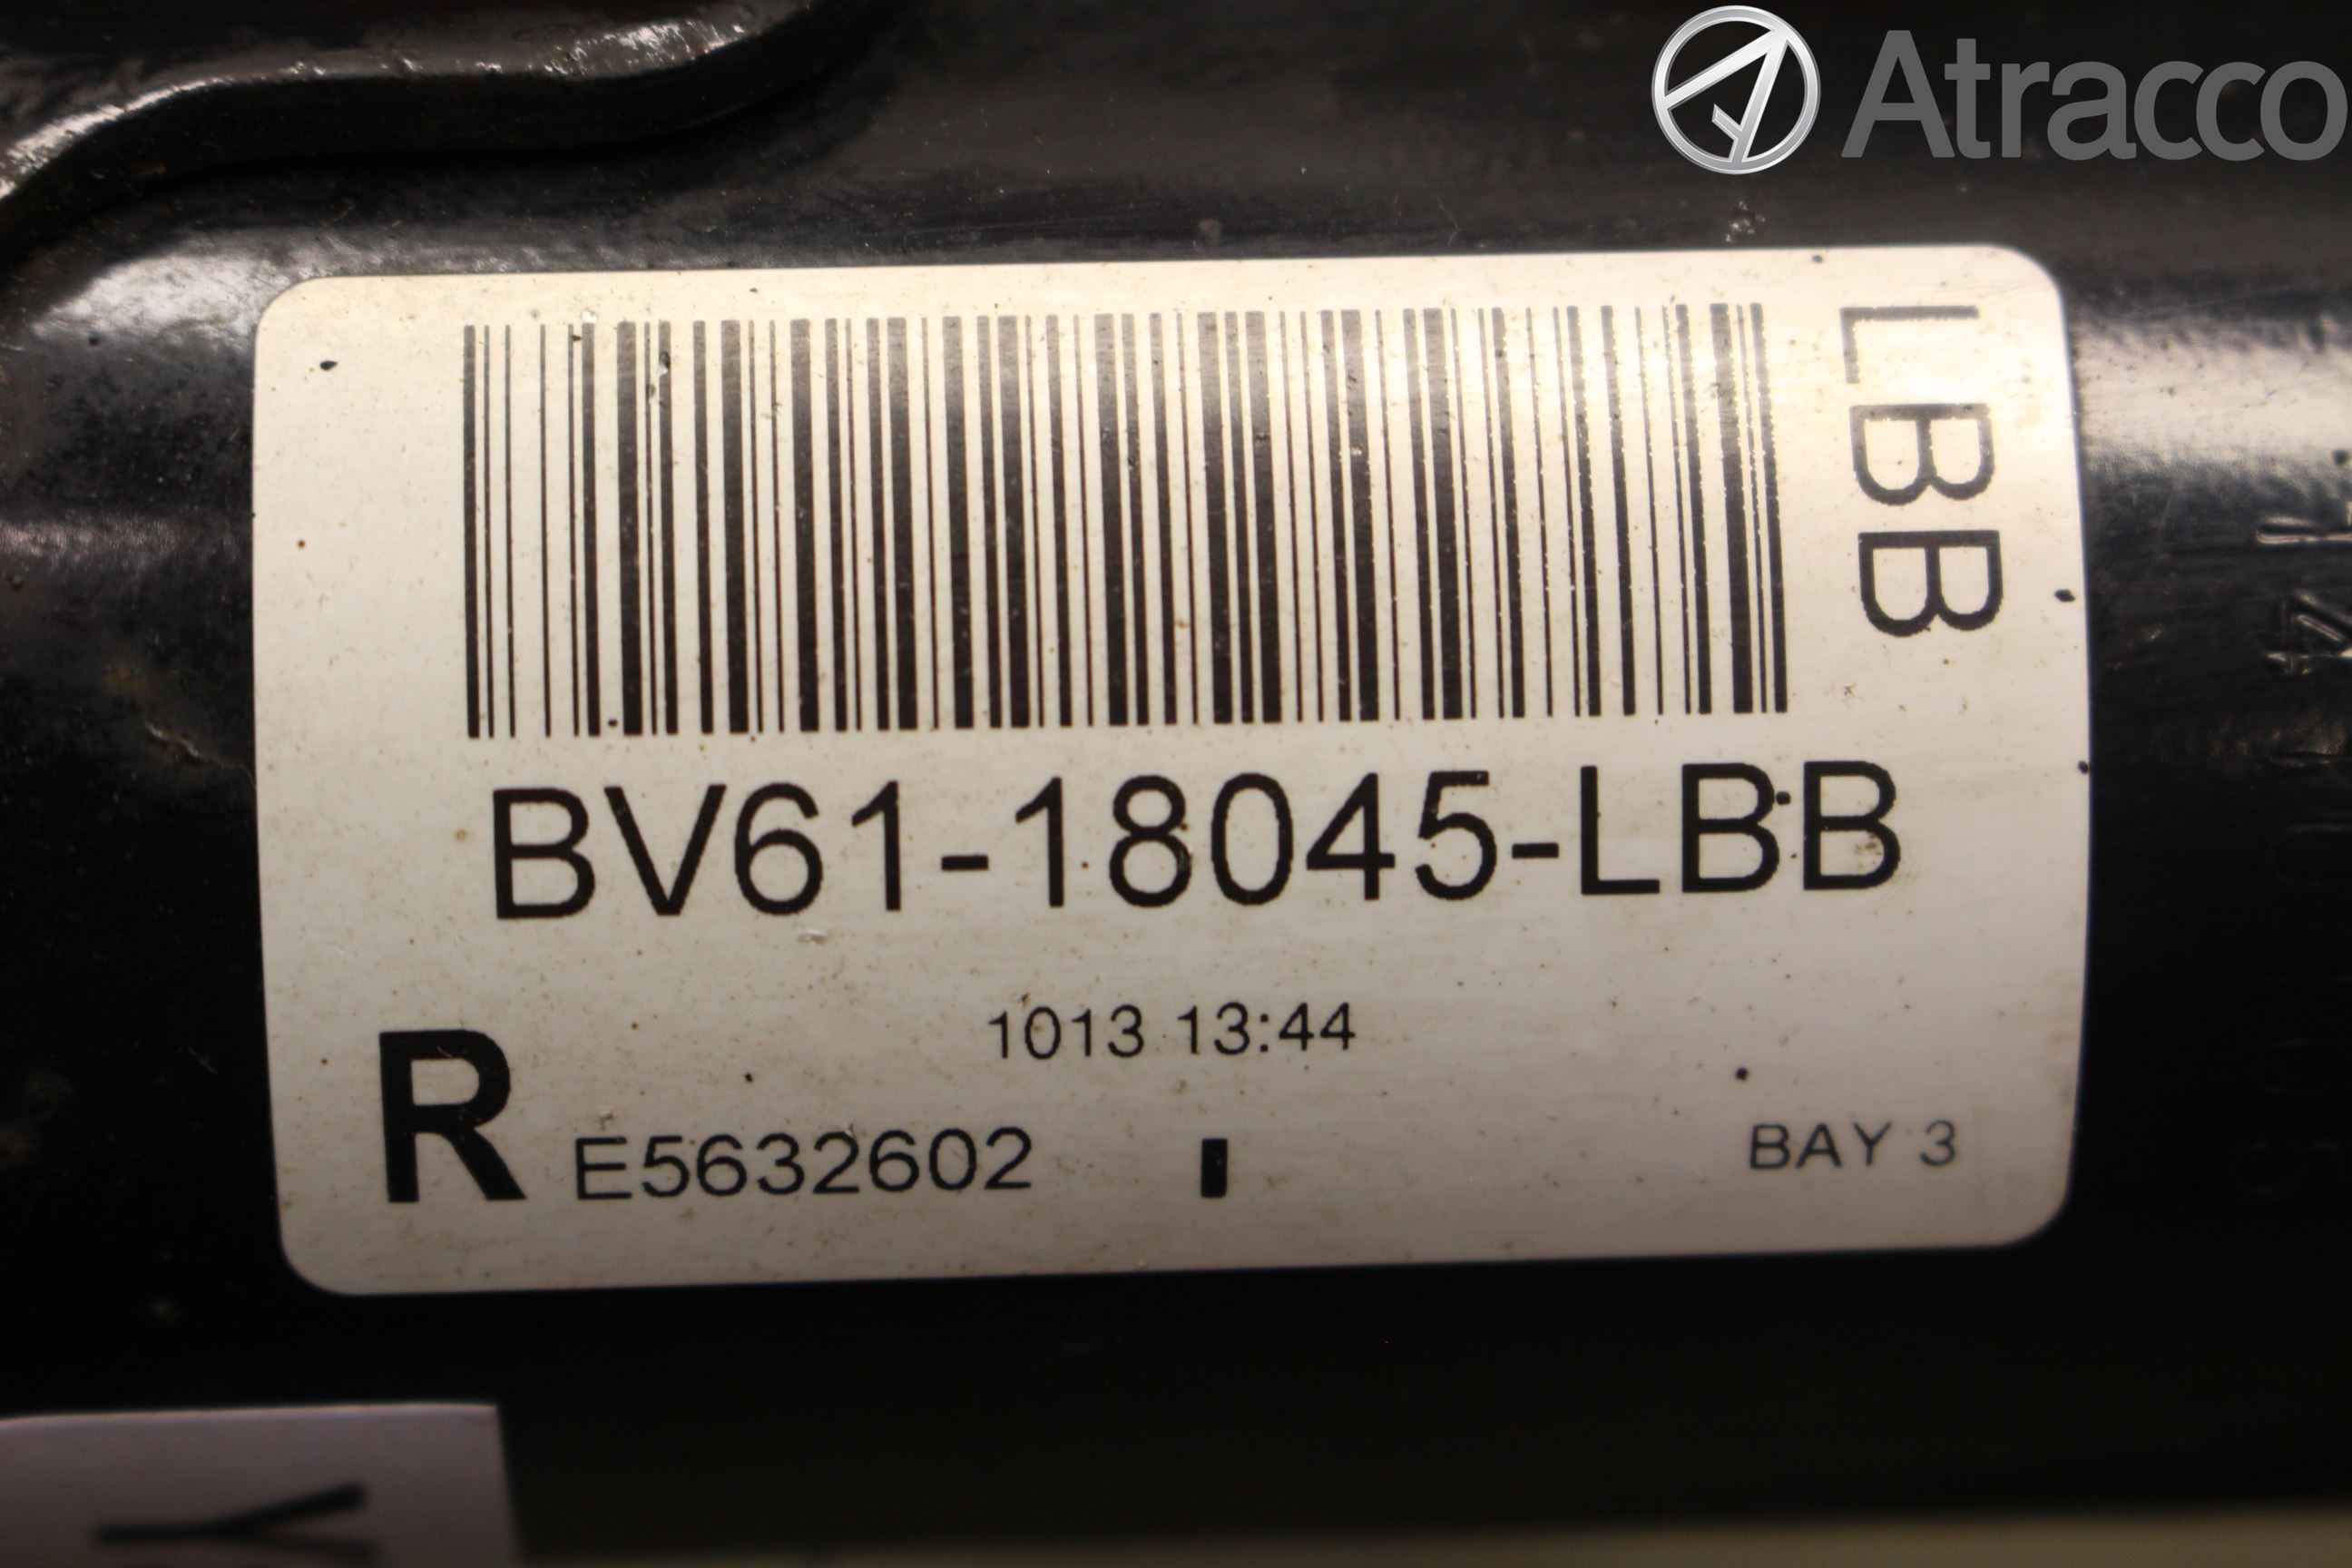 Atracco
LBB
BV61-18045-LBB
1013 13:44
R E5632602
BAY 3